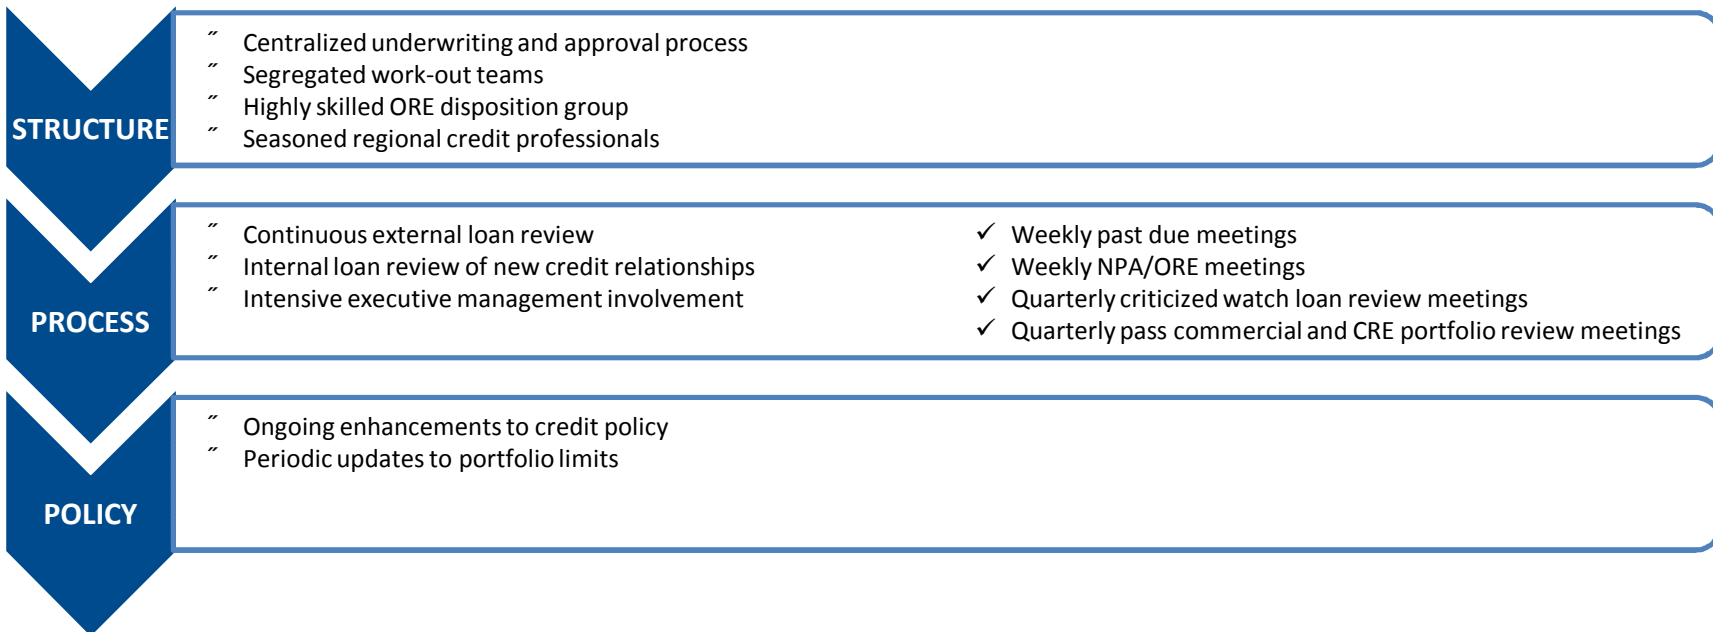 STRUCTURE
˝ Centralized underwriting and approval process
˝ Segregated work-out teams
˝ Highly skilled ORE disposition group
˝ Seasoned regional credit professionals
PROCESS
˝ Continuous external loan review
˝ Internal loan review of new credit relationships
˝ Intensive executive management involvement
✓ Weekly past due meetings
✓ Weekly NPA/ORE meetings
✓ Quarterly criticized watch loan review meetings
✓ Quarterly pass commercial and CRE portfolio review meetings
POLICY
˝ Ongoing enhancements to credit policy
˝ Periodic updates to portfolio limits